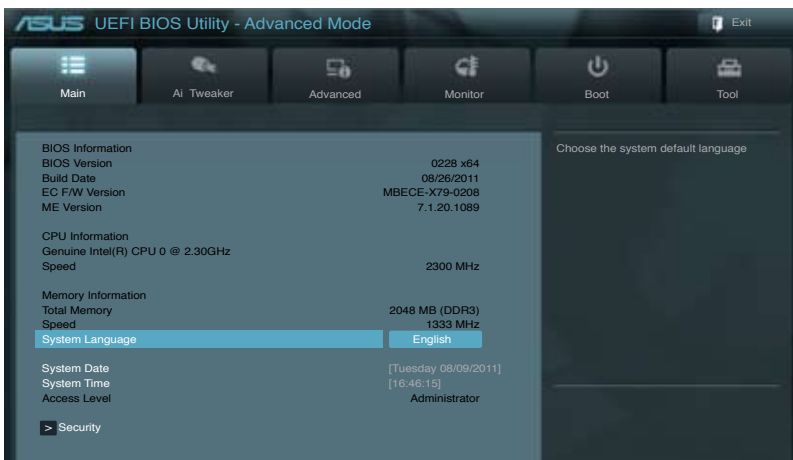 ASUS UEFI BIOS Utility - Advanced Mode
Exit
Main
Ai Tweaker
Advanced
Monitor
Boot
Tool
BIOS Information
BIOS Version 0228 x64
Build Date 08/26/2011
EC F/W Version MBECE-X79-0208
ME Version 7.1.20.1089
CPU Information
Genuine Intel(R) CPU 0 @ 2.30GHz
Speed 2300 MHz
Memory Information
Total Memory 2048 MB (DDR3)
Speed 1333 MHz
System Language English
System Date [Tuesday 08/09/2011]
System Time [16:46:15]
Access Level Administrator
> Security
Choose the system default language